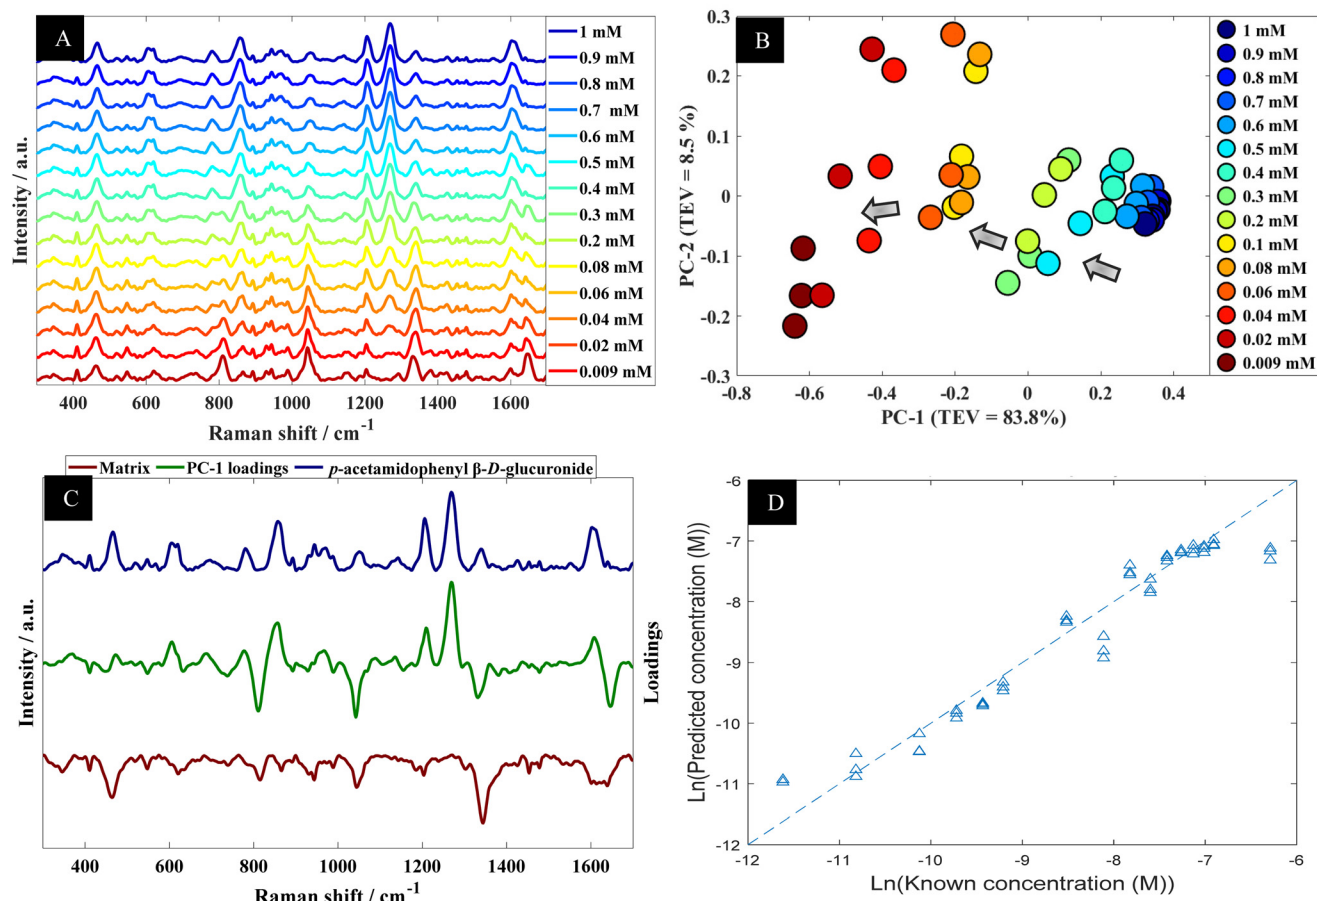 A
Intensity / a.u.
1 mM
0.9 mM
0.8 mM
0.7 mM
0.6 mM
0.5 mM
0.4 mM
0.3 mM
0.2 mM
0.08 mM
0.06 mM
0.04 mM
0.02 mM
0.009 mM
400 600 800 1000 1200 1400 1600
Raman shift / cm-1
B
PC-2 (TEV = 8.5 %)
0.3
0.2
0.1
0
-0.1
-0.2
-0.3
-0.8 -0.6 -0.4 -0.2 0 0.2 0.4
PC-1 (TEV = 83.8%)
1 mM
0.9 mM
0.8 mM
0.7 mM
0.6 mM
0.5 mM
0.4 mM
0.3 mM
0.2 mM
0.1 mM
0.08 mM
0.06 mM
0.04 mM
0.02 mM
0.009 mM
Matrix PC-1 loadings p-acetamidophenyl β-D-glucuronide
C
Intensity / a.u.
Loadings
400 600 800 1000 1200 1400 1600
Raman shift / cm-1
D
Ln(Predicted concentration (M))
-6
-7
-8
-9
-10
-11
-12
-12 -11 -10 -9 -8 -7 -6
Ln(Known concentration (M))